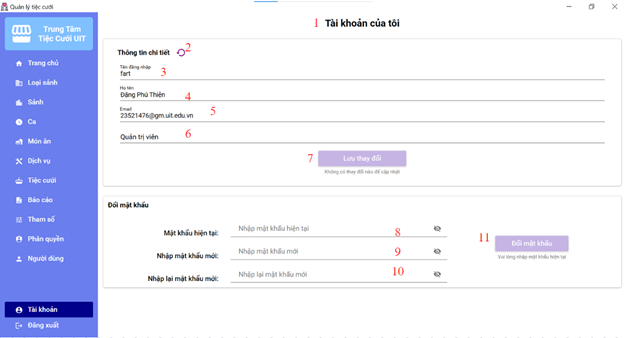 Quản lý tiệc cưới
Trung Tâm
Tiệc Cưới UIT
Trang chủ
Loại sảnh
Sảnh
Ca
Món ăn
Dịch vụ
Tiệc cưới
Báo cáo
Tham số
Phân quyền
Người dùng
Tài khoản
Đăng xuất
1 Tài khoản của tôi
Thông tin chi tiết 2
Tên đăng nhập
fart 3
Họ tên
Đặng Phú Thiện 4
Email
23521476@gm.uit.edu.vn 5
Quản trị viên 6
7 Lưu thay đổi
Không có thay đổi nào để cập nhật
Đổi mật khẩu
Mật khẩu hiện tại: Nhập mật khẩu hiện tại 8
Mật khẩu mới: Nhập mật khẩu mới 9
Nhập lại mật khẩu mới: Nhập lại mật khẩu mới 10
11 Đổi mật khẩu
Vui lòng nhập mật khẩu hiện tại